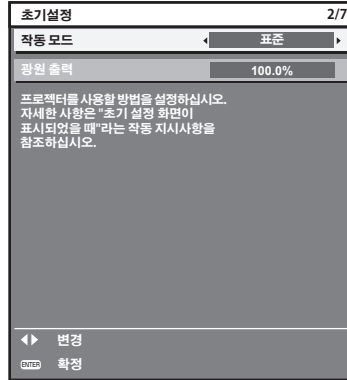 초기설정 2/7
작동 모드 표준
광원 출력 100.0%
프로젝터를 사용할 방법을 설정하십시오.
자세한 사항은 "초기 설정 화면이
표시되었을 때"라는 작동 지시사항을
참조하십시오.
변경
ENTER 확정